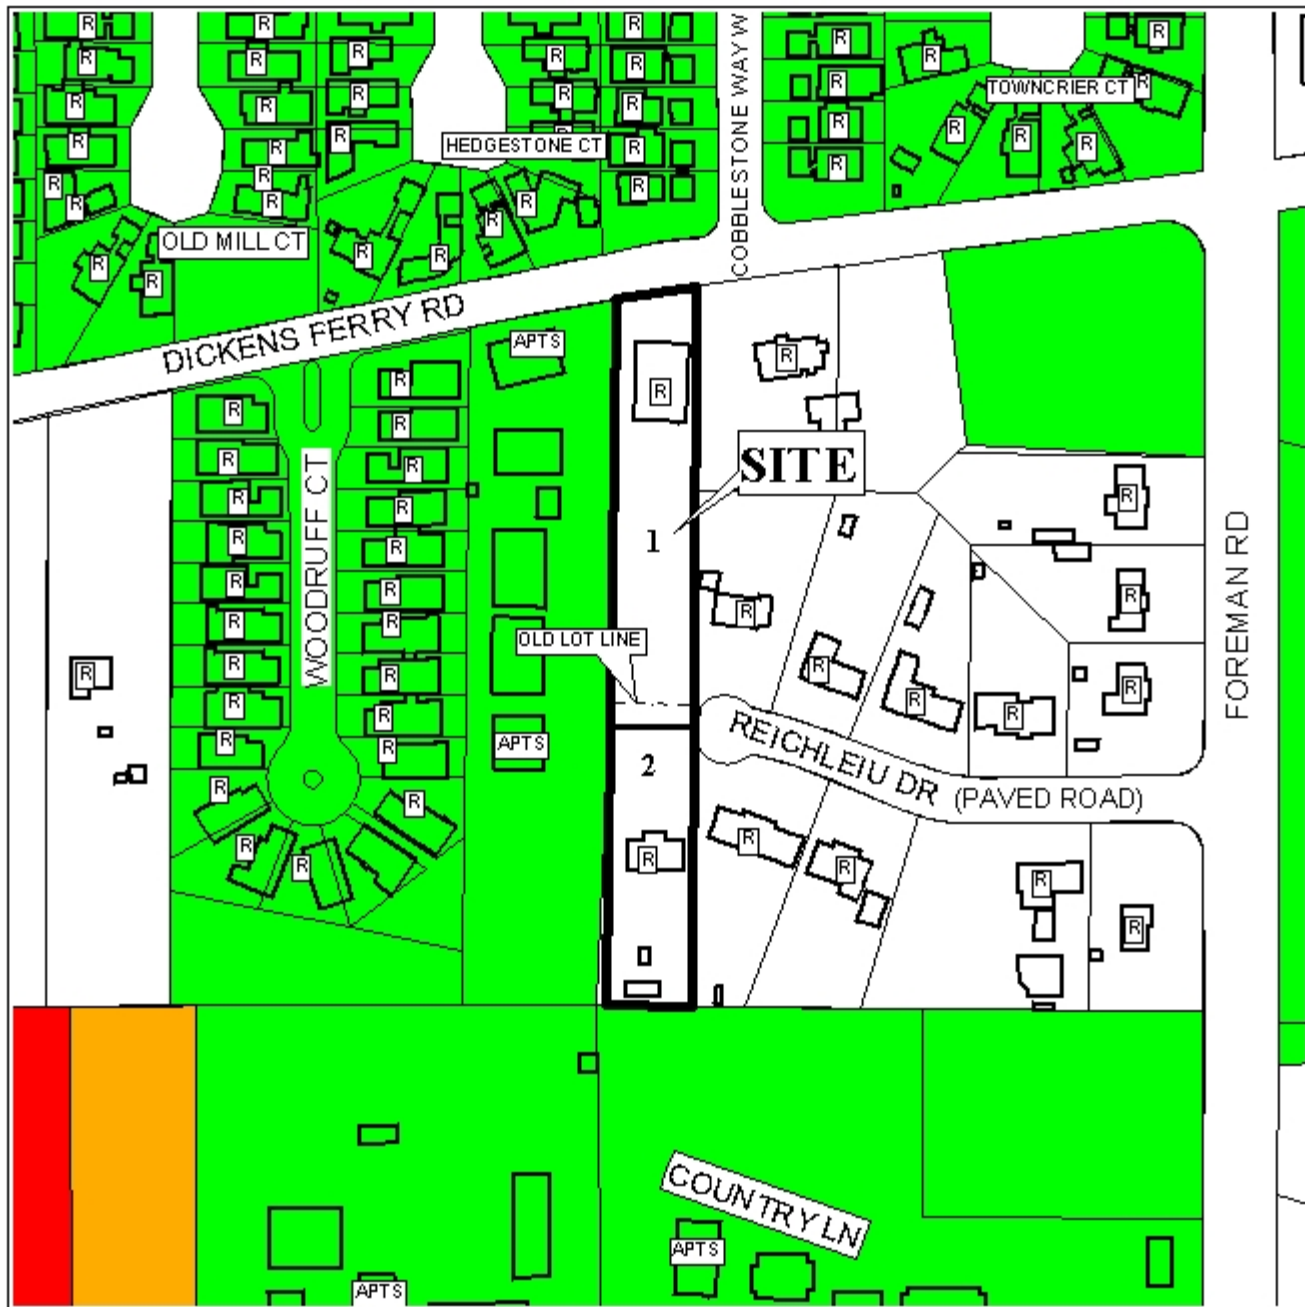 R R R R R
R R R R R R
R R R R R R
TOWNCRIER CT
R R R R R R R R
HEDGESTONE CT
R R R R R R
COBBLESTONE WAY W
R R R R R R
OLD MILL CT
R R R R
DICKENS FERRY RD
APTS
R R R
R R
SITE
R R
R R R
WOODRUFF CT
R R
1
R R R
FOREMAN RD
R R R
OLD LOT LINE
R R R R R
R R R R R
REICHLEIU DR (PAVED ROAD)
R R
APTS
2
R R
R R R R R R
R
COUNTRY LN
APTS
APTS